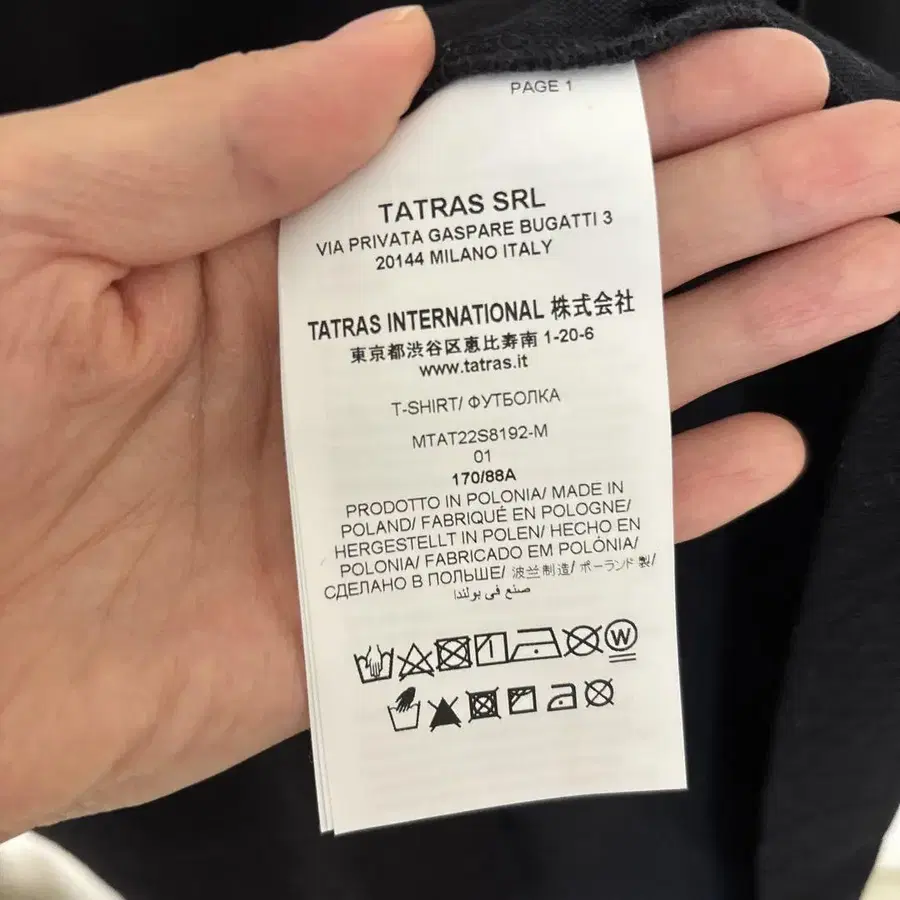 PAGE 1
TATRAS SRL
VIA PRIVATA GASPARE BUGATTI 3
20144 MILANO ITALY
TATRAS INTERNATIONAL 株式会社
東京都渋谷区恵比寿南 1-20-6
www.tatras.it
T-SHIRT/ ФУТБОЛКА
MTAT22S8192-M
01
170/88A
PRODOTTO IN POLONIA/ MADE IN
POLAND/ FABRIQUÉ EN POLOGNE/
HERGESTELLT IN POLEN/ HECHO EN
POLONIA/ FABRICADO EM POLÓNIA/
СДЕЛАНО В ПОЛЬШЕ/ 波兰制造/ ポーランド製/
صنع في بولندا
W